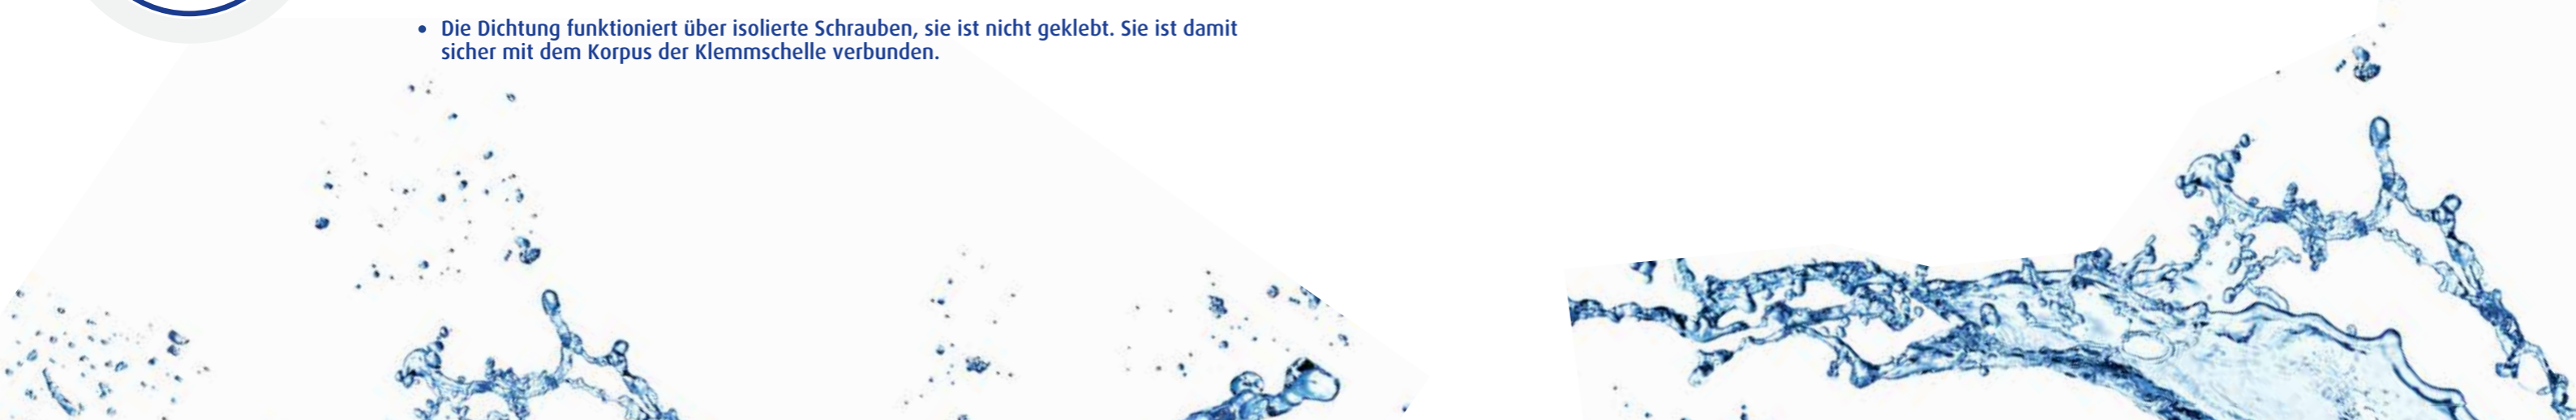 • Die Dichtung funktioniert über isolierte Schrauben, sie ist nicht geklebt. Sie ist damit
sicher mit dem Korpus der Klemmschelle verbunden.